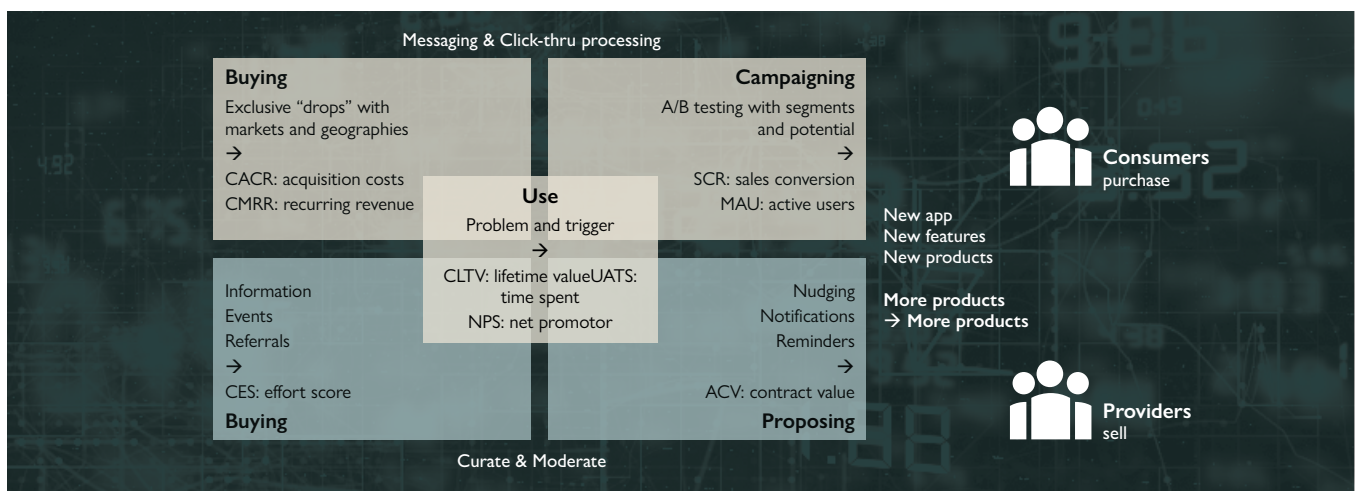 Messaging & Click-thru processing
Buying
Exclusive “drops” with
markets and geographies
→
CACR: acquisition costs
CMRR: recurring revenue
Campaigning
A/B testing with segments
and potential
→
SCR: sales conversion
MAU: active users
Use
Problem and trigger
→
CLTV: lifetime valueUATS:
time spent
NPS: net promotor
Information
Events
Referrals
→
CES: effort score
Buying
Nudging
Notifications
Reminders
→
ACV: contract value
Proposing
Curate & Moderate
Consumers
purchase
New app
New features
New products
More products
→ More products
Providers
sell
4.92